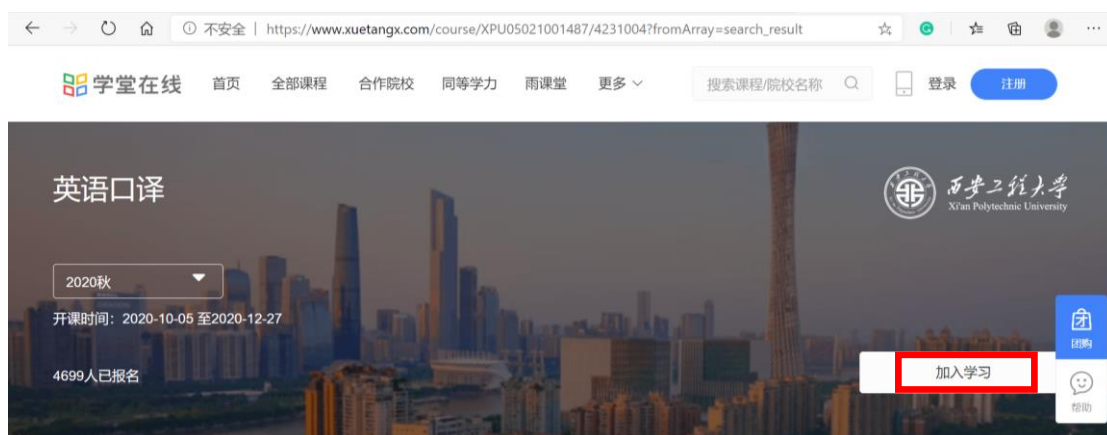 不安全 | https://www.xuetangx.com/course/XPU05021001487/4231004?fromArray=search_result
学堂在线 首页 全部课程 合作院校 同等学力 雨课堂 更多 搜索课程/院校名称 登录 注册
英语口译
西安工程大学
Xi'an Polytechnic University
2020秋
开课时间：2020-10-05 至2020-12-27
团购
4699人已报名
加入学习
帮助